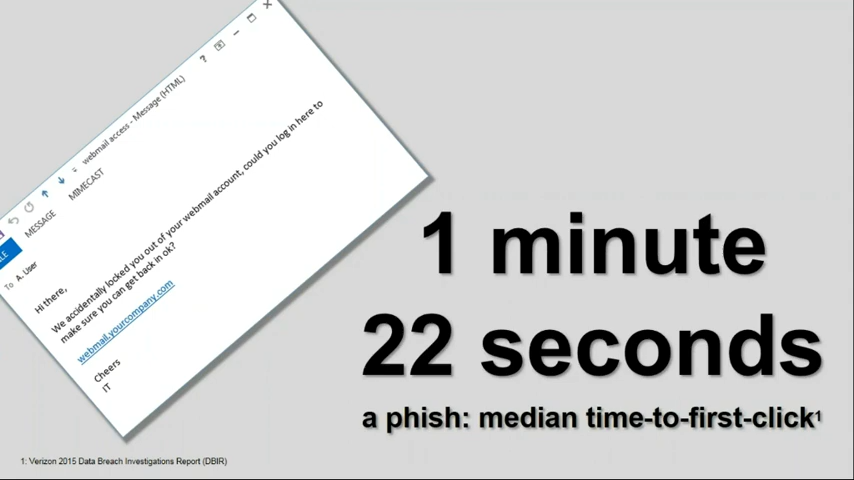 webmail access - Message (HTML)
MESSAGE
MIMECAST
To A. User
Hi there,
We accidentally locked you out of your webmail account, could you log in here to
make sure you can get back in ok?
webmail.yourcompany.com
Cheers
IT
1 minute
22 seconds
a phish: median time-to-first-click1
1: Verizon 2015 Data Breach Investigations Report (DBIR)